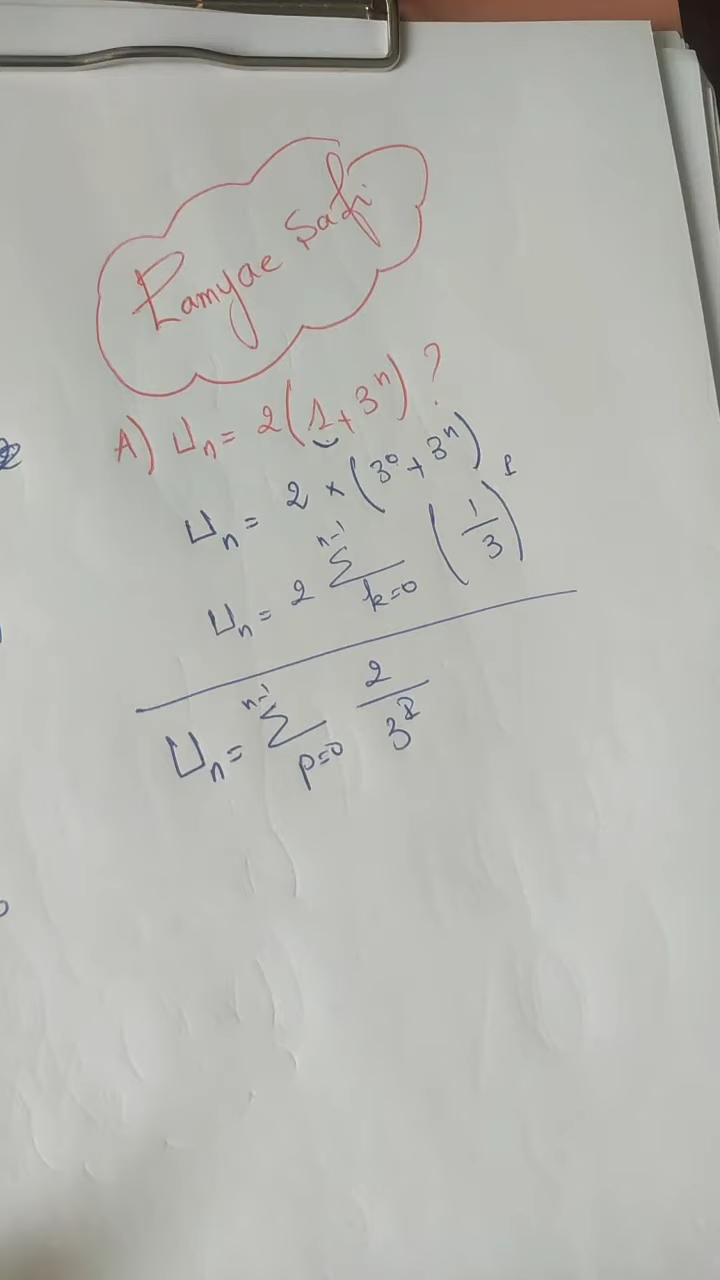 Ramyae Safi
A) Un = 2(1 + 3^n) ?
Un = 2 × (3^0 + 3^n)
Un = 2 Σ_{k=0}^{n-1} (1/3)^p
Un = Σ_{p=0}^{n-1} 2/3^p